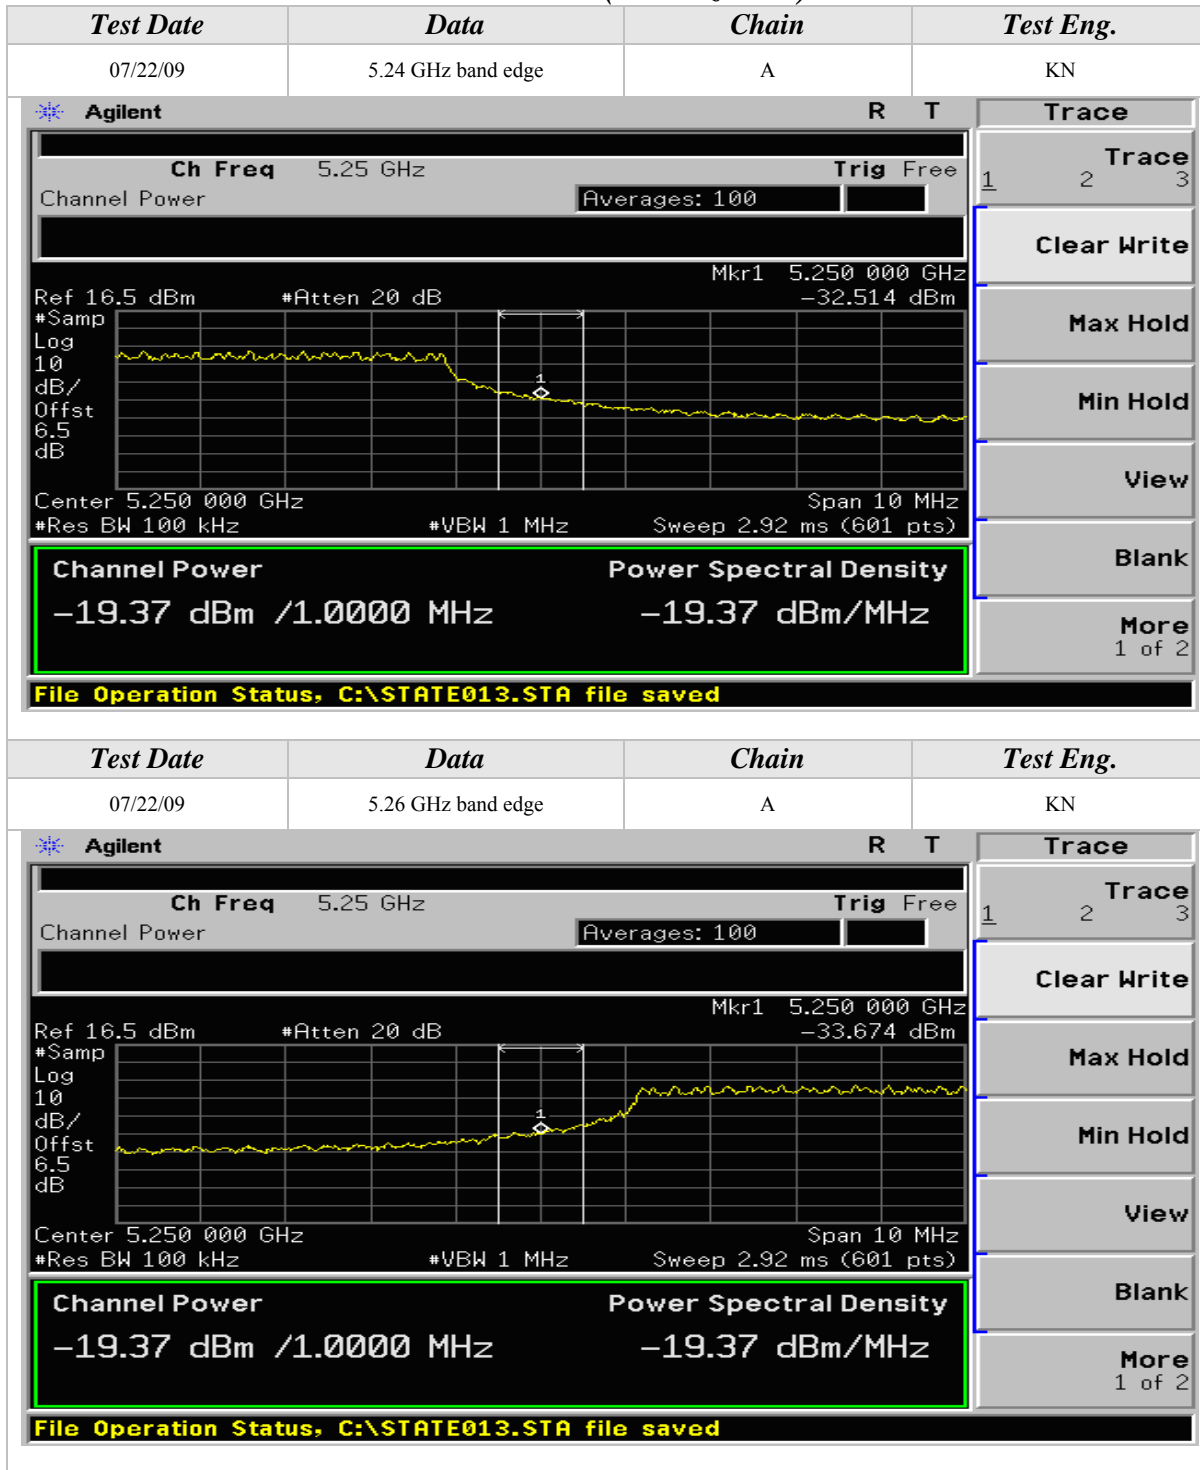 Test Date Data Chain Test Eng.
07/22/09 5.24 GHz band edge A KN
Agilent R T Trace
Ch Freq 5.25 GHz Trig Free
Channel Power Averages: 100
Trace
1 2 3
Clear Write
Mkr1 5.250 000 GHz
Ref 16.5 dBm #Atten 20 dB -32.514 dBm
#Samp
Log
10
dB/
Offst
6.5
dB
1
Max Hold
Min Hold
View
Center 5.250 000 GHz Span 10 MHz
#Res BW 100 kHz #VBW 1 MHz Sweep 2.92 ms (601 pts)
Channel Power Power Spectral Density
-19.37 dBm /1.0000 MHz -19.37 dBm/MHz
Blank
More
1 of 2
File Operation Status, C:\STATE013.STA file saved
Test Date Data Chain Test Eng.
07/22/09 5.26 GHz band edge A KN
Agilent R T Trace
Ch Freq 5.25 GHz Trig Free
Channel Power Averages: 100
Trace
1 2 3
Clear Write
Mkr1 5.250 000 GHz
Ref 16.5 dBm #Atten 20 dB -33.674 dBm
#Samp
Log
10
dB/
Offst
6.5
dB
1
Max Hold
Min Hold
View
Center 5.250 000 GHz Span 10 MHz
#Res BW 100 kHz #VBW 1 MHz Sweep 2.92 ms (601 pts)
Channel Power Power Spectral Density
-19.37 dBm /1.0000 MHz -19.37 dBm/MHz
Blank
More
1 of 2
File Operation Status, C:\STATE013.STA file saved